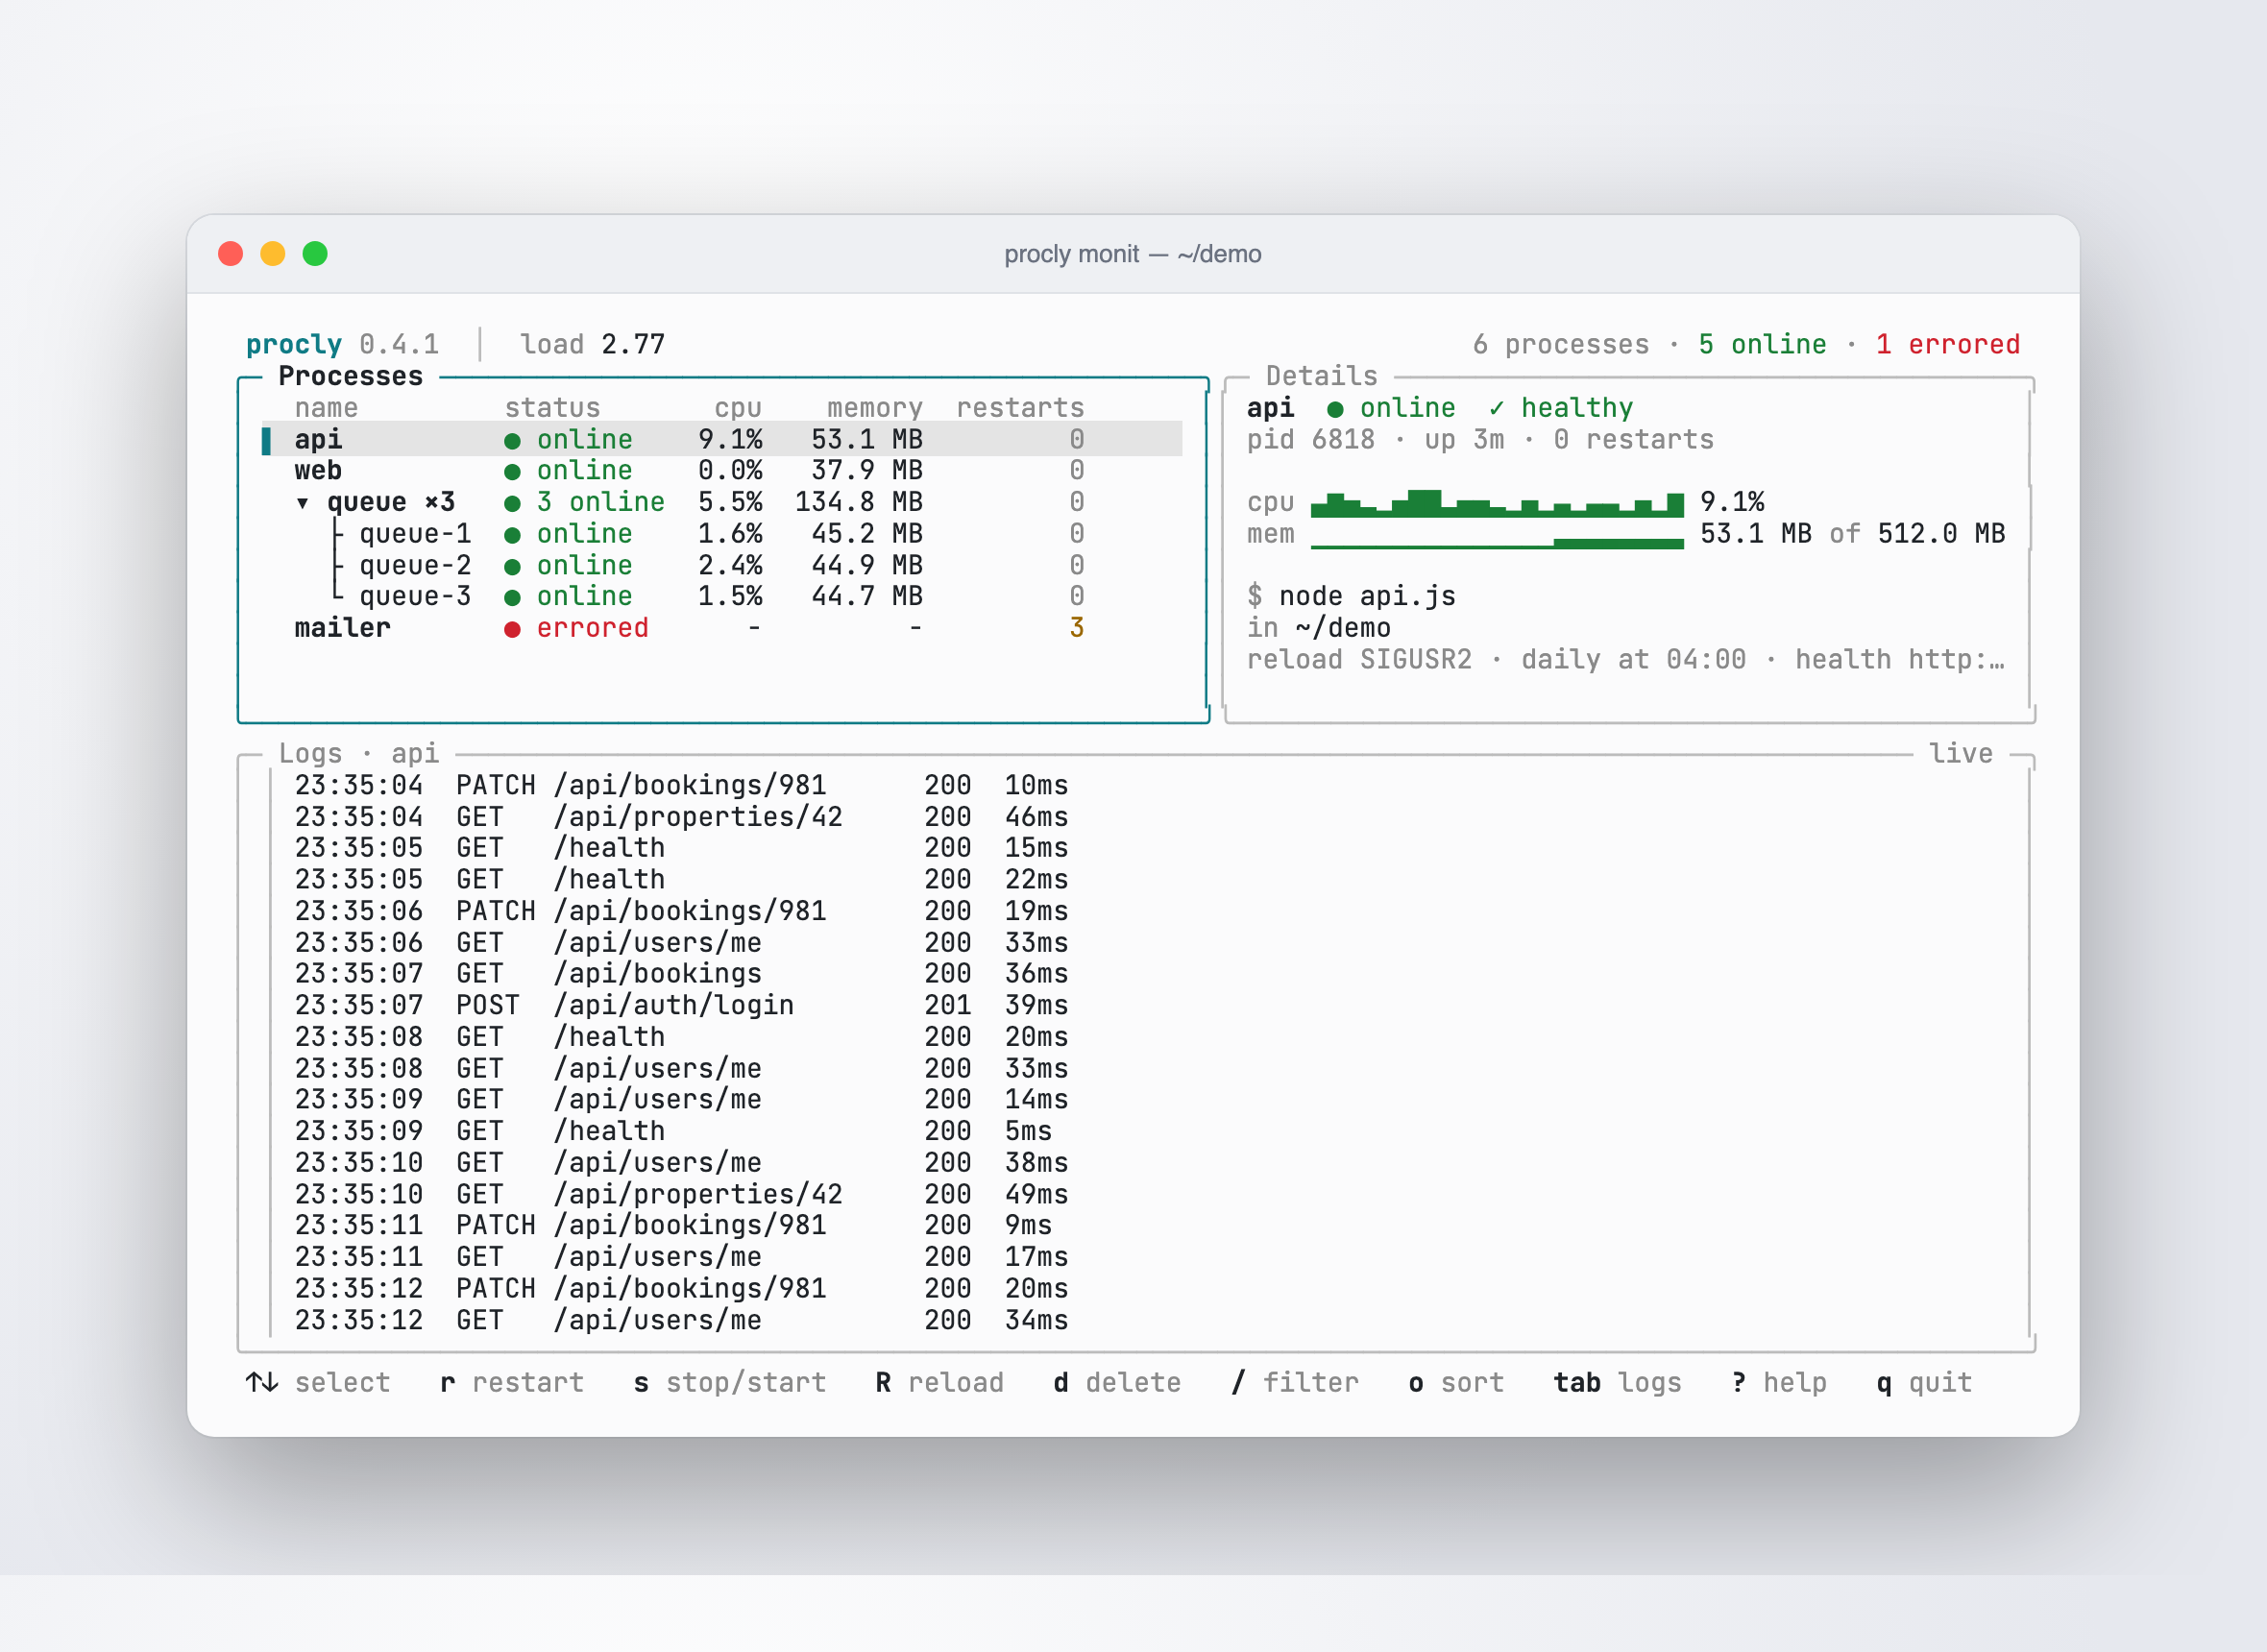 procly monit — ~/demo
procly 0.4.1 │ load 2.77 6 processes · 5 online · 1 errored
Processes
name status cpu memory restarts
api ● online 9.1% 53.1 MB 0
web ● online 0.0% 37.9 MB 0
▾ queue ×3 ● 3 online 5.5% 134.8 MB 0
├ queue-1 ● online 1.6% 45.2 MB 0
├ queue-2 ● online 2.4% 44.9 MB 0
└ queue-3 ● online 1.5% 44.7 MB 0
mailer ● errored - - 3
Details
api ● online ✓ healthy
pid 6818 · up 3m · 0 restarts
cpu 9.1%
mem 53.1 MB of 512.0 MB
$ node api.js
in ~/demo
reload SIGUSR2 · daily at 04:00 · health http:…
Logs · api live
23:35:04 PATCH /api/bookings/981 200 10ms
23:35:04 GET /api/properties/42 200 46ms
23:35:05 GET /health 200 15ms
23:35:05 GET /health 200 22ms
23:35:06 PATCH /api/bookings/981 200 19ms
23:35:06 GET /api/users/me 200 33ms
23:35:07 GET /api/bookings 200 36ms
23:35:07 POST /api/auth/login 201 39ms
23:35:08 GET /health 200 20ms
23:35:08 GET /api/users/me 200 33ms
23:35:09 GET /api/users/me 200 14ms
23:35:09 GET /health 200 5ms
23:35:10 GET /api/users/me 200 38ms
23:35:10 GET /api/properties/42 200 49ms
23:35:11 PATCH /api/bookings/981 200 9ms
23:35:11 GET /api/users/me 200 17ms
23:35:12 PATCH /api/bookings/981 200 20ms
23:35:12 GET /api/users/me 200 34ms
↑↓ select r restart s stop/start R reload d delete / filter o sort tab logs ? help q quit